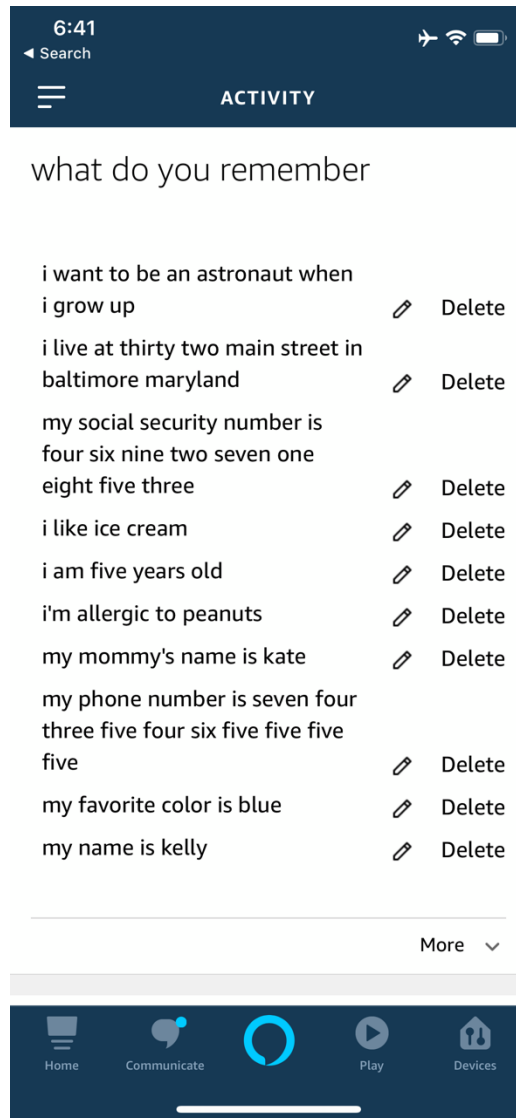 6:41
◀ Search
ACTIVITY
what do you remember
i want to be an astronaut when
i grow up
Delete
i live at thirty two main street in
baltimore maryland
Delete
my social security number is
four six nine two seven one
eight five three
Delete
i like ice cream
Delete
i am five years old
Delete
i'm allergic to peanuts
Delete
my mommy's name is kate
Delete
my phone number is seven four
three five four six five five five
five
Delete
my favorite color is blue
Delete
my name is kelly
Delete
More
Home
Communicate
Play
Devices